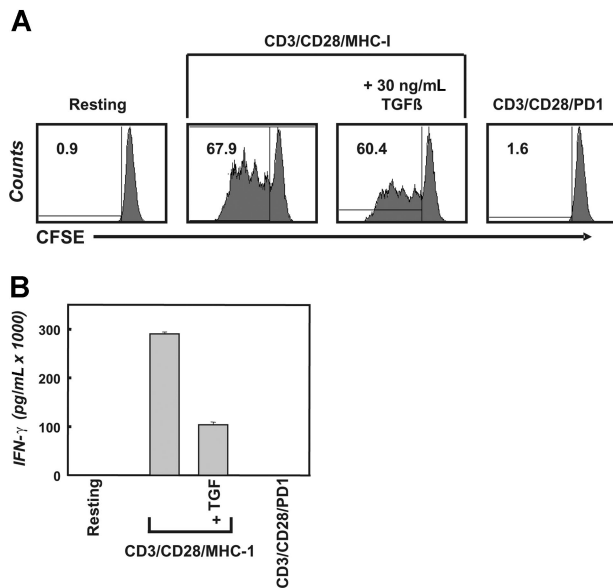 A
CD3/CD28/MHC-I
+ 30 ng/mL
Resting
TGFß
CD3/CD28/PD1
0.9
67.9
60.4
1.6
Counts
CFSE
B
IFN-γ (pg/mL x 1000)
300
200
100
0
Resting
+ TGF
CD3/CD28/MHC-1
CD3/CD28/PD1